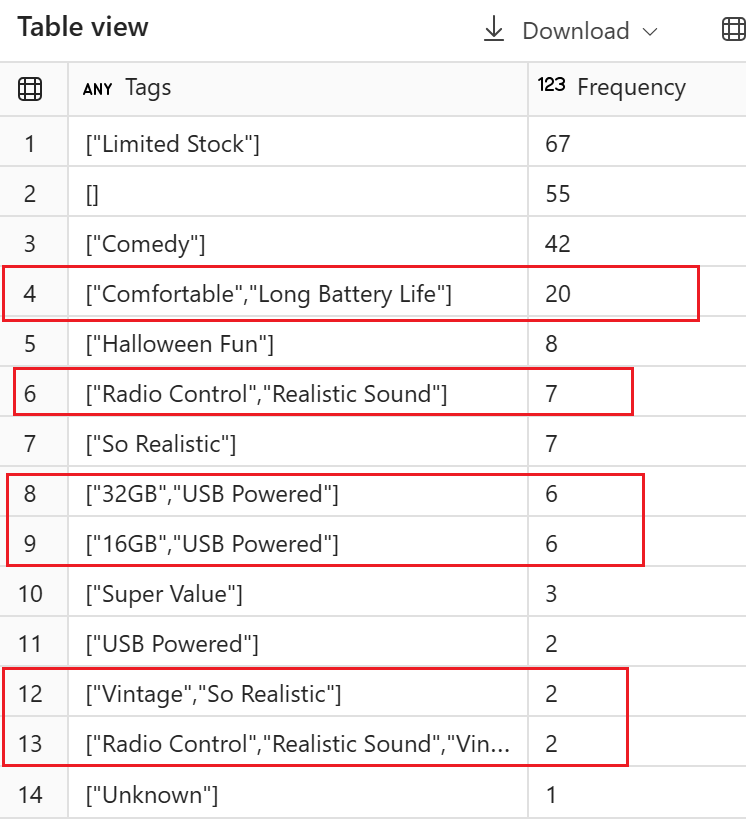 Table view Download
ANY Tags 123 Frequency
1 ["Limited Stock"] 67
2 [] 55
3 ["Comedy"] 42
4 ["Comfortable","Long Battery Life"] 20
5 ["Halloween Fun"] 8
6 ["Radio Control","Realistic Sound"] 7
7 ["So Realistic"] 7
8 ["32GB","USB Powered"] 6
9 ["16GB","USB Powered"] 6
10 ["Super Value"] 3
11 ["USB Powered"] 2
12 ["Vintage","So Realistic"] 2
13 ["Radio Control","Realistic Sound","Vin... 2
14 ["Unknown"] 1